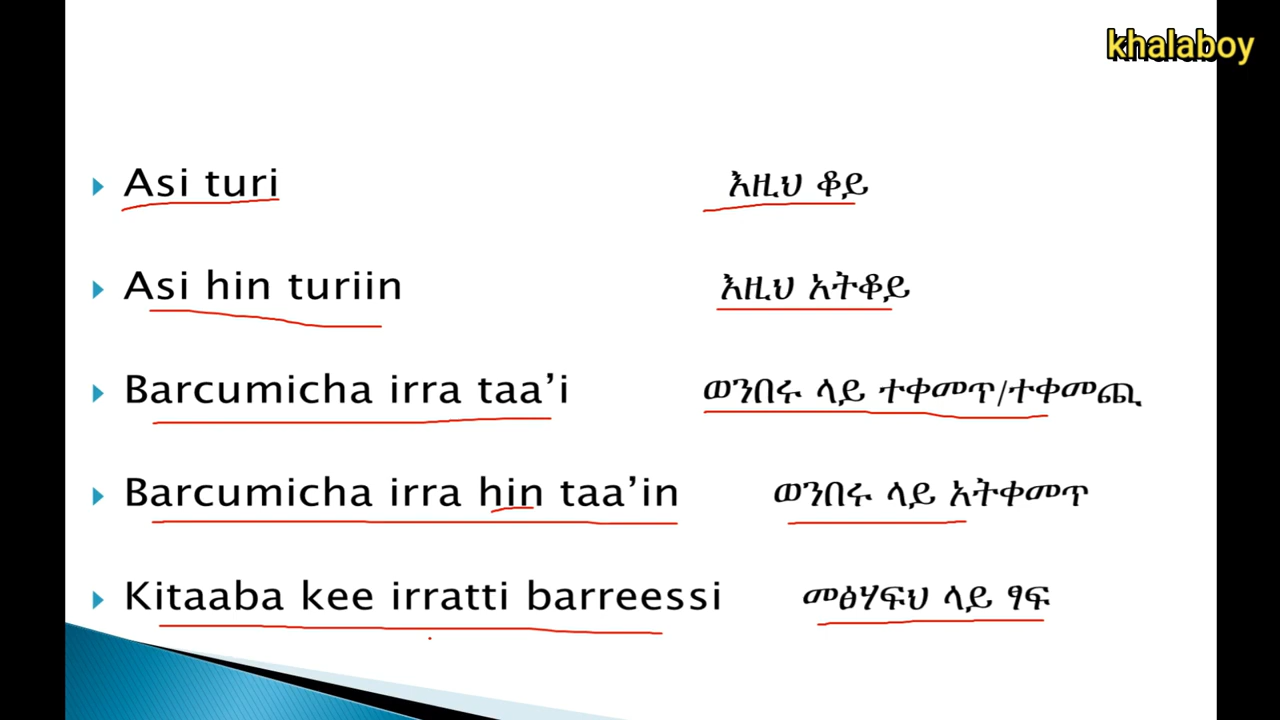 khalaboy
Asi turi እዚህ ቆይ
Asi hin turiin እዚህ አትቆይ
Barcumicha irra taa’i ወንበሩ ላይ ተቀመጥ/ተቀመጪ
Barcumicha irra hin taa’in ወንበሩ ላይ አትቀመጥ
Kitaaba kee irratti barreessi መፅሃፍህ ላይ ፃፍ